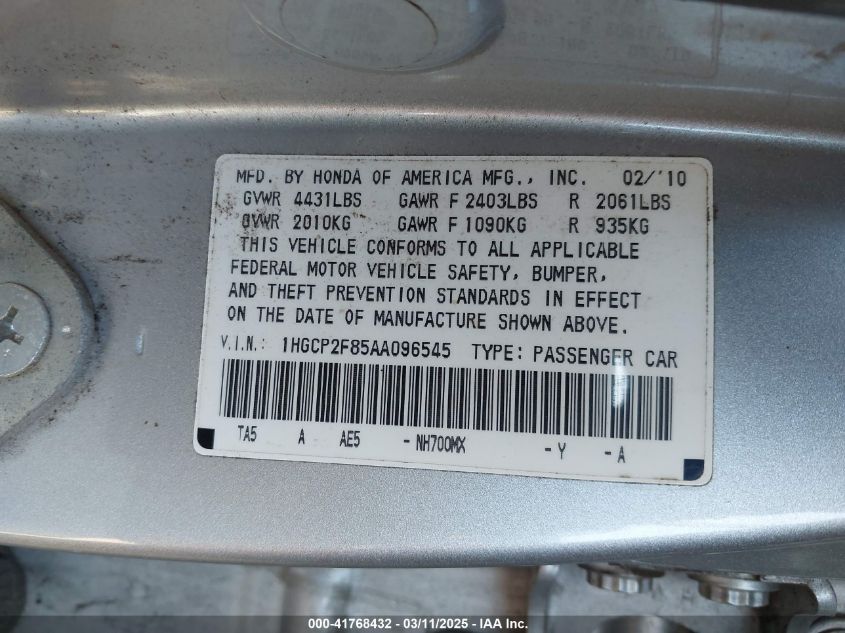 MFD. BY HONDA OF AMERICA MFG., INC. 02/'10
GVWR 4431LBS GAWR F 2403LBS R 2061LBS
GVWR 2010KG GAWR F 1090KG R 935KG
THIS VEHICLE CONFORMS TO ALL APPLICABLE
FEDERAL MOTOR VEHICLE SAFETY, BUMPER,
AND THEFT PREVENTION STANDARDS IN EFFECT
ON THE DATE OF MANUFACTURE SHOWN ABOVE.
V.I.N.: 1HGCP2F85AA096545 TYPE: PASSENGER CAR
TA5 A AE5 - NH700MX - Y - A
000-41768432 - 03/11/2025 - IAA Inc.